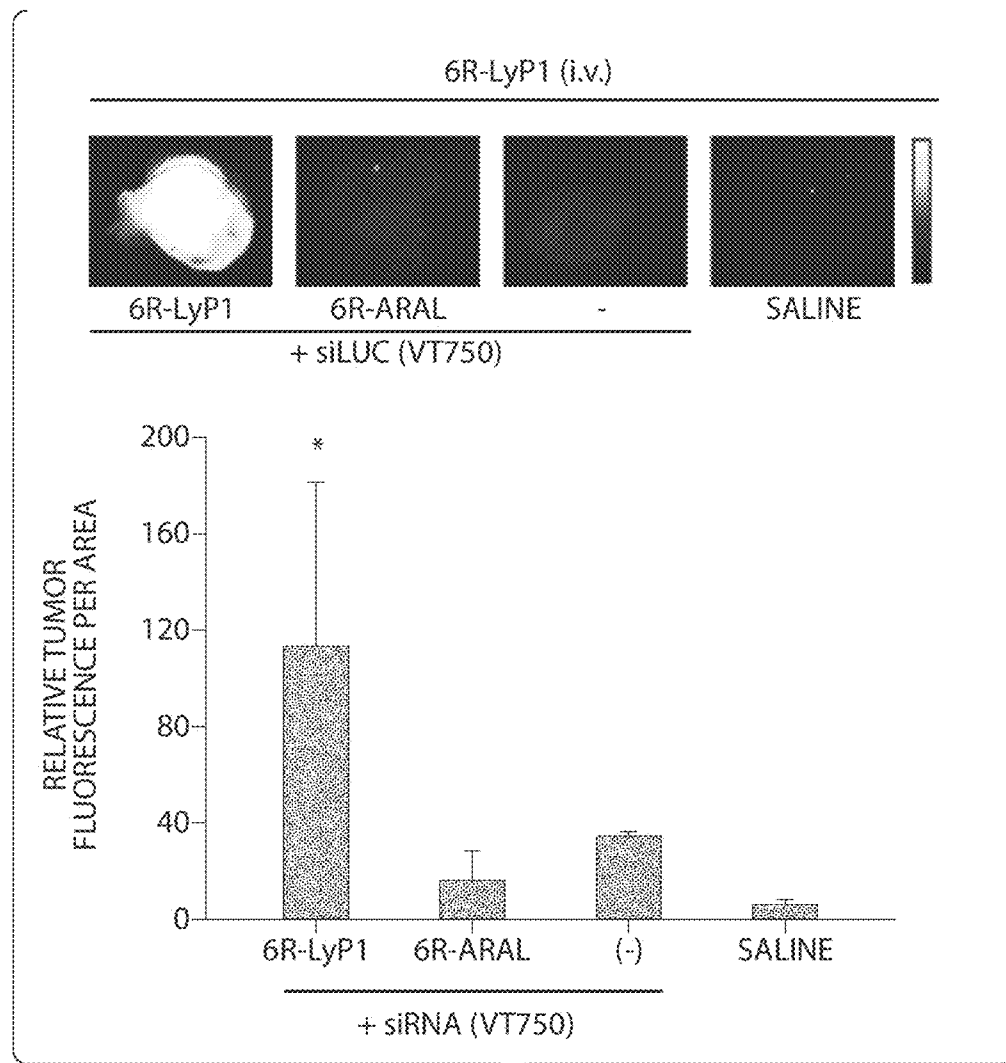 6R-LyP1 (i.v.)
6R-LyP1 6R-ARAL - SALINE
+ siLUC (VT750)
RELATIVE TUMOR
FLUORESCENCE PER AREA
200
160
120
80
40
0
*
6R-LyP1 6R-ARAL (-) SALINE
+ siRNA (VT750)